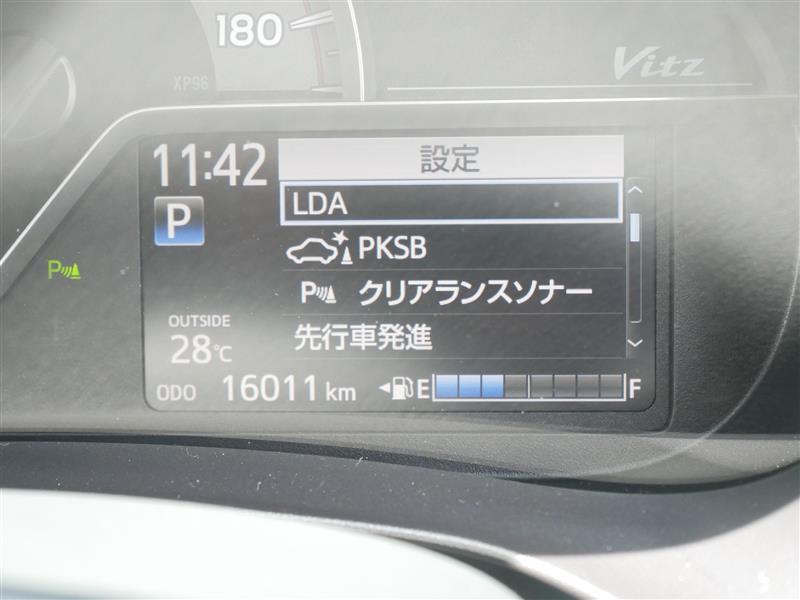 180
XP96
Vitz
11:42
設定
LDA
P
PKSB
P
P クリアランスソナー
OUTSIDE
先行車発進
28℃
ODO 16011 km
E F